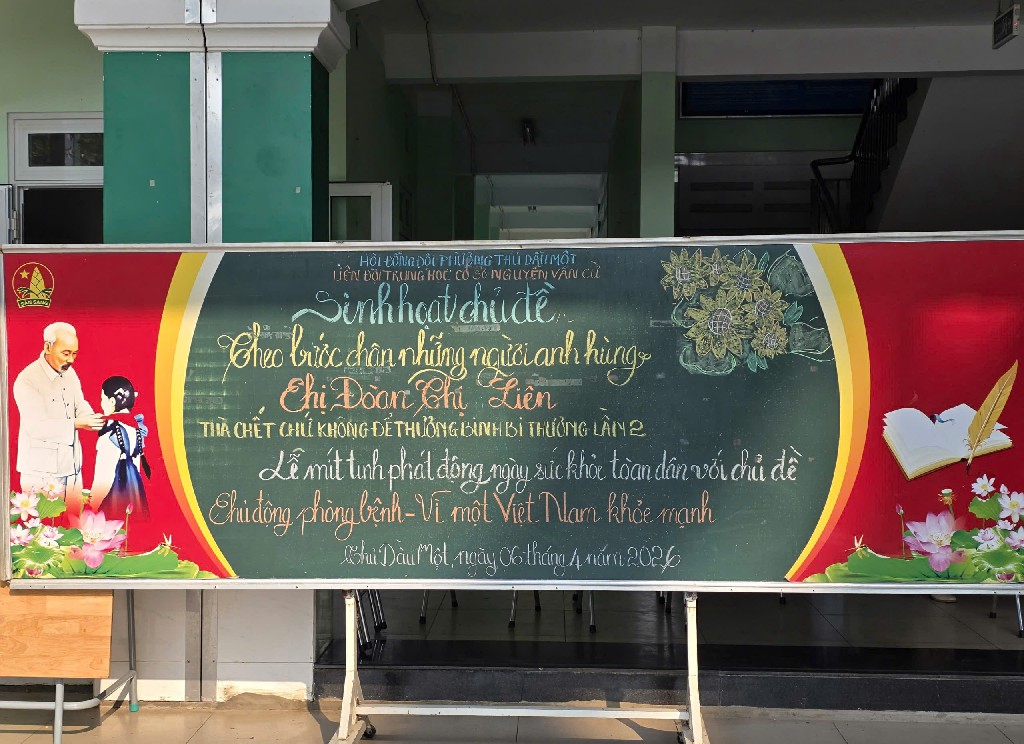 HỘI ĐỒNG ĐỘI PHƯỜNG THỦ DẦU MỘT
LIÊN ĐỘI TRUNG HỌC CƠ SỞ NGUYỄN VĂN CỪ
Sinh hoạt chủ đề
Theo bước chân những người anh hùng
Chị Đoàn Thị Liên
THÀ CHẾT CHỨ KHÔNG ĐỂ THƯƠNG BINH BỊ THƯƠNG LẦN 2
Lễ mít tinh phát động ngày sức khỏe toàn dân với chủ đề
Chủ động phòng bệnh - Vì một Việt Nam khỏe mạnh
Thủ Dầu Một, ngày 06 tháng 4 năm 2026
SẴN SÀNG